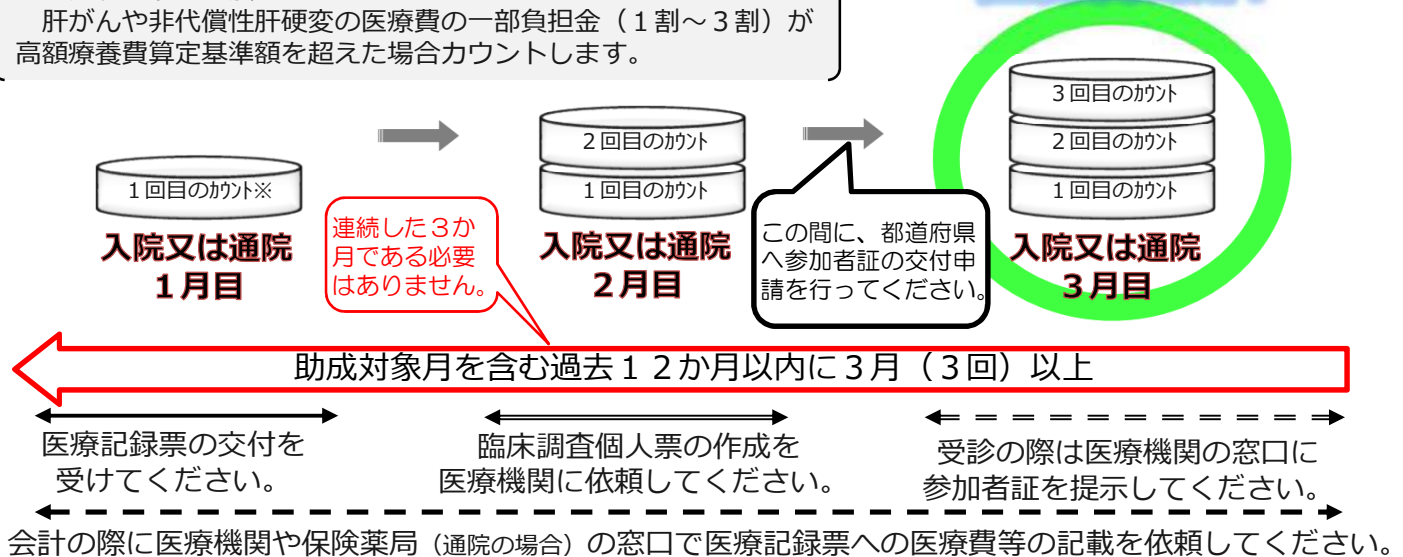 肝がんや非代償性肝硬変の医療費の一部負担金（１割～３割）が
高額療養費算定基準額を超えた場合カウントします。
１回目のｶｳﾝﾄ※
入院又は通院
１月目
連続した３か
月である必要
はありません。
２回目のｶｳﾝﾄ
１回目のｶｳﾝﾄ
入院又は通院
２月目
この間に、都道府県
へ参加者証の交付申
請を行ってください。
３回目のｶｳﾝﾄ
２回目のｶｳﾝﾄ
１回目のｶｳﾝﾄ
入院又は通院
３月目
助成対象月を含む過去１２か月以内に３月（３回）以上
医療記録票の交付を
受けてください。
臨床調査個人票の作成を
医療機関に依頼してください。
受診の際は医療機関の窓口に
参加者証を提示してください。
会計の際に医療機関や保険薬局（通院の場合）の窓口で医療記録票への医療費等の記載を依頼してください。